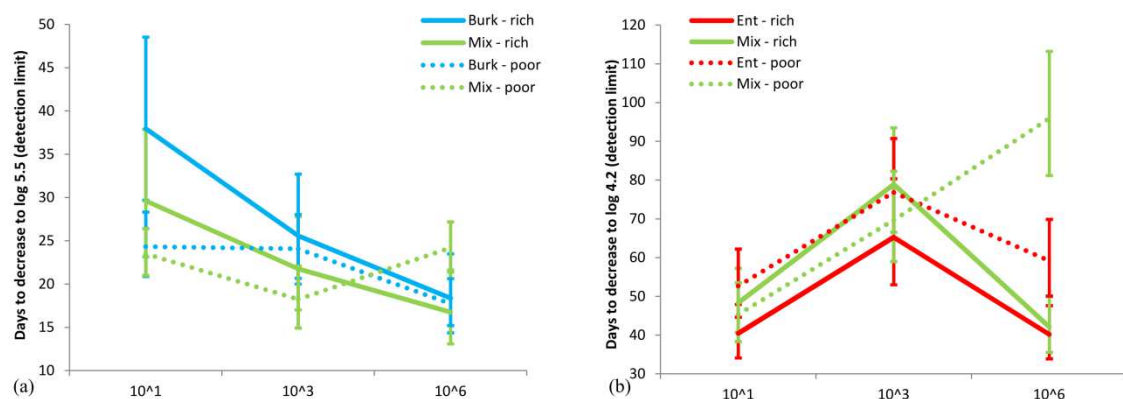 Days to decrease to log 5.5 (detection limit)
50
45
40
35
30
25
20
15
10
10^1
10^3
10^6
Burk - rich
Mix - rich
Burk - poor
Mix - poor
(a)
Days to decrease to log 4.2 (detection limit)
120
110
100
90
80
70
60
50
40
30
10^1
10^3
10^6
Ent - rich
Mix - rich
Ent - poor
Mix - poor
(b)